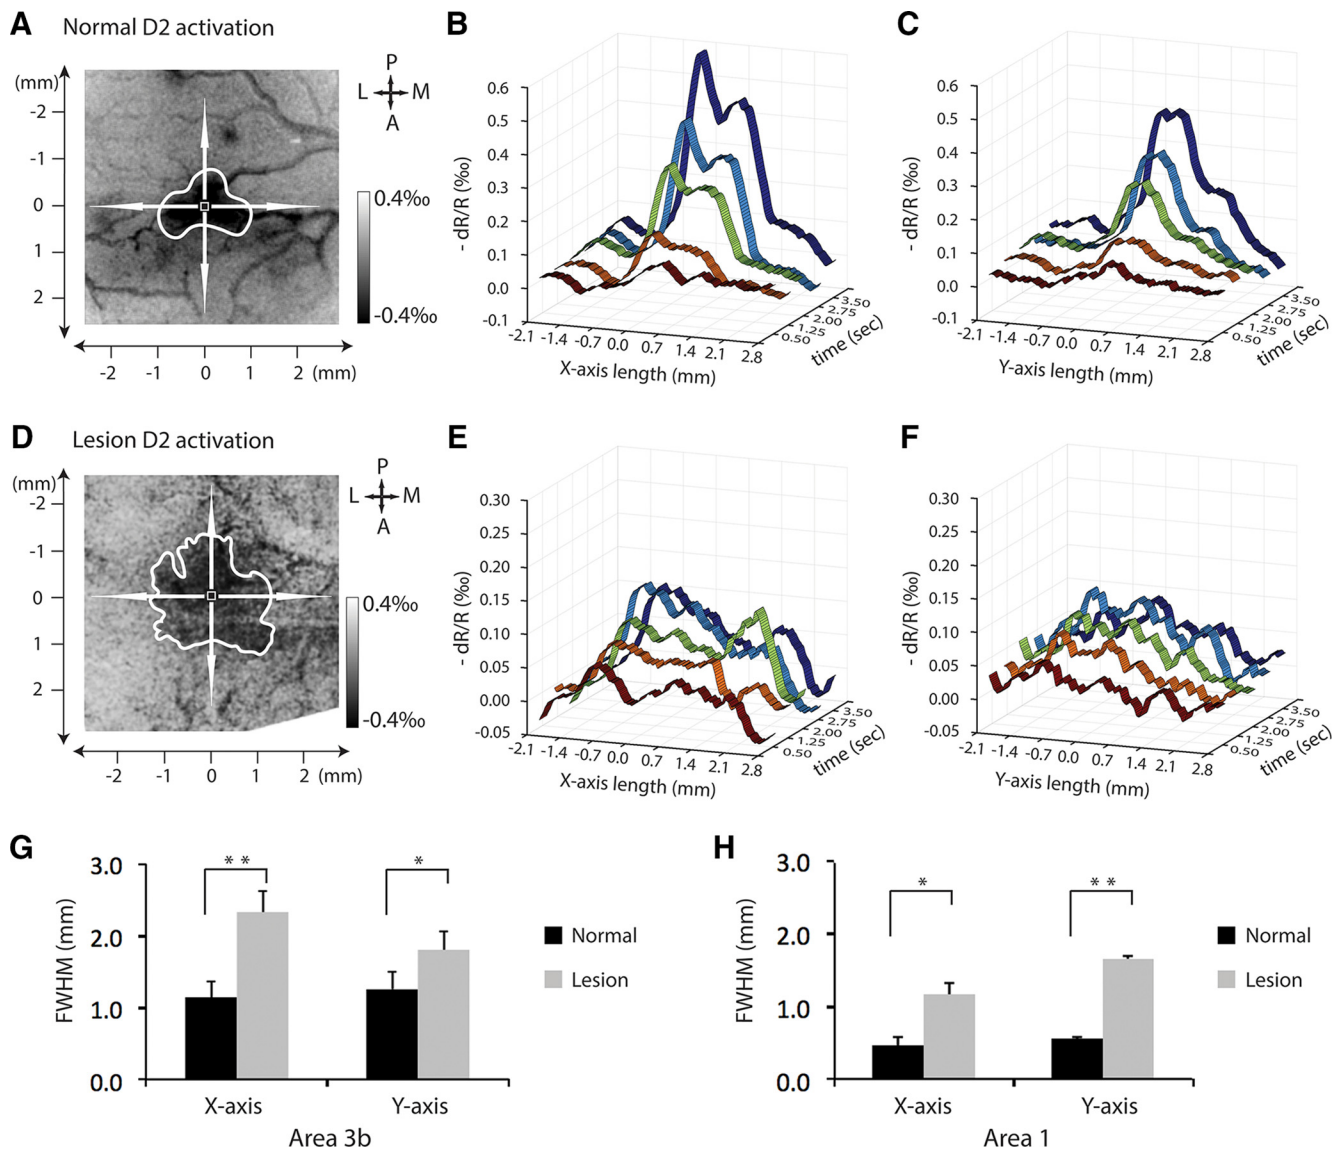 A Normal D2 activation
(mm)
-2
-1
0
1
2
-2 -1 0 1 2 (mm)
P
L M
A
0.4‰
-0.4‰
B
0.6
0.5
0.4
0.3
0.2
0.1
0.0
-0.1
- dR/R (‰)
-2.1 -1.4 -0.7 0.0 0.7 1.4 2.1 2.8
X-axis length (mm)
3.50
2.75
2.00
1.25
0.50
time (sec)
C
0.6
0.5
0.4
0.3
0.2
0.1
0.0
-0.1
- dR/R (‰)
-2.1 -1.4 -0.7 0.0 0.7 1.4 2.1 2.8
Y-axis length (mm)
3.50
2.75
2.00
1.25
0.50
time (sec)
D Lesion D2 activation
(mm)
-2
-1
0
1
2
-2 -1 0 1 2 (mm)
P
L M
A
0.4‰
-0.4‰
E
0.30
0.25
0.20
0.15
0.10
0.05
0.00
-0.05
- dR/R (‰)
-2.1 -1.4 -0.7 0.0 0.7 1.4 2.1 2.8
X-axis length (mm)
3.50
2.75
2.00
1.25
0.50
time (sec)
F
0.30
0.25
0.20
0.15
0.10
0.05
0.00
-0.05
- dR/R (‰)
-2.1 -1.4 -0.7 0.0 0.7 1.4 2.1 2.8
Y-axis length (mm)
3.50
2.75
2.00
1.25
0.50
time (sec)
G
3.0
2.0
1.0
0.0
FWHM (mm)
* *
*
X-axis Y-axis
Area 3b
Normal
Lesion
H
3.0
2.0
1.0
0.0
FWHM (mm)
*
* *
X-axis Y-axis
Area 1
Normal
Lesion